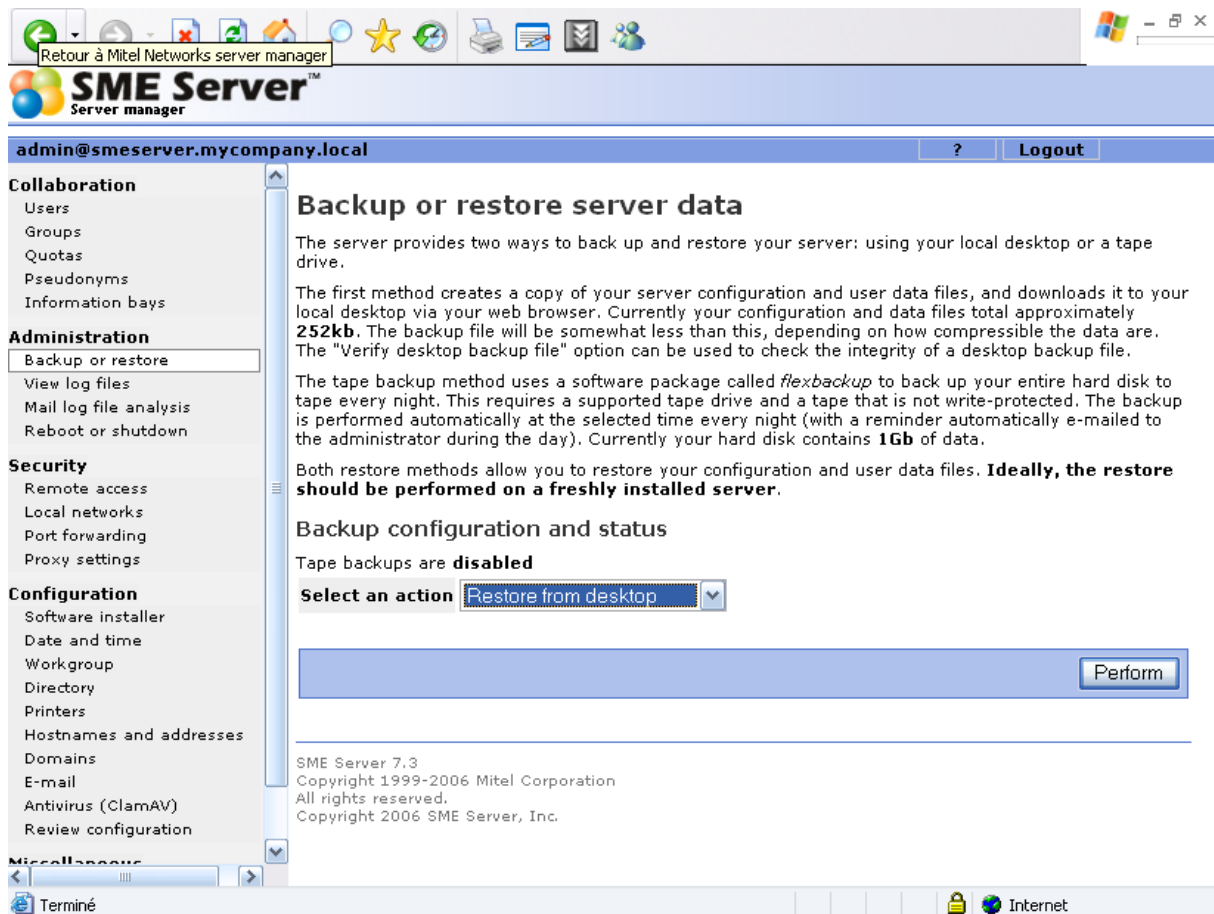 Retour à Mitel Networks server manager
SME Server™
Server manager
admin@smeserver.mycompany.local
?
Logout
Collaboration
Users
Groups
Quotas
Pseudonyms
Information bays
Administration
Backup or restore
View log files
Mail log file analysis
Reboot or shutdown
Security
Remote access
Local networks
Port forwarding
Proxy settings
Configuration
Software installer
Date and time
Workgroup
Directory
Printers
Hostnames and addresses
Domains
E-mail
Antivirus (ClamAV)
Review configuration
Miscellaneous
Backup or restore server data
The server provides two ways to back up and restore your server: using your local desktop or a tape
drive.
The first method creates a copy of your server configuration and user data files, and downloads it to your
local desktop via your web browser. Currently your configuration and data files total approximately
252kb. The backup file will be somewhat less than this, depending on how compressible the data are.
The "Verify desktop backup file" option can be used to check the integrity of a desktop backup file.
The tape backup method uses a software package called flexbackup to back up your entire hard disk to
tape every night. This requires a supported tape drive and a tape that is not write-protected. The backup
is performed automatically at the selected time every night (with a reminder automatically e-mailed to
the administrator during the day). Currently your hard disk contains 1Gb of data.
Both restore methods allow you to restore your configuration and user data files. Ideally, the restore
should be performed on a freshly installed server.
Backup configuration and status
Tape backups are disabled
Select an action Restore from desktop
Perform
SME Server 7.3
Copyright 1999-2006 Mitel Corporation
All rights reserved.
Copyright 2006 SME Server, Inc.
Terminé
Internet